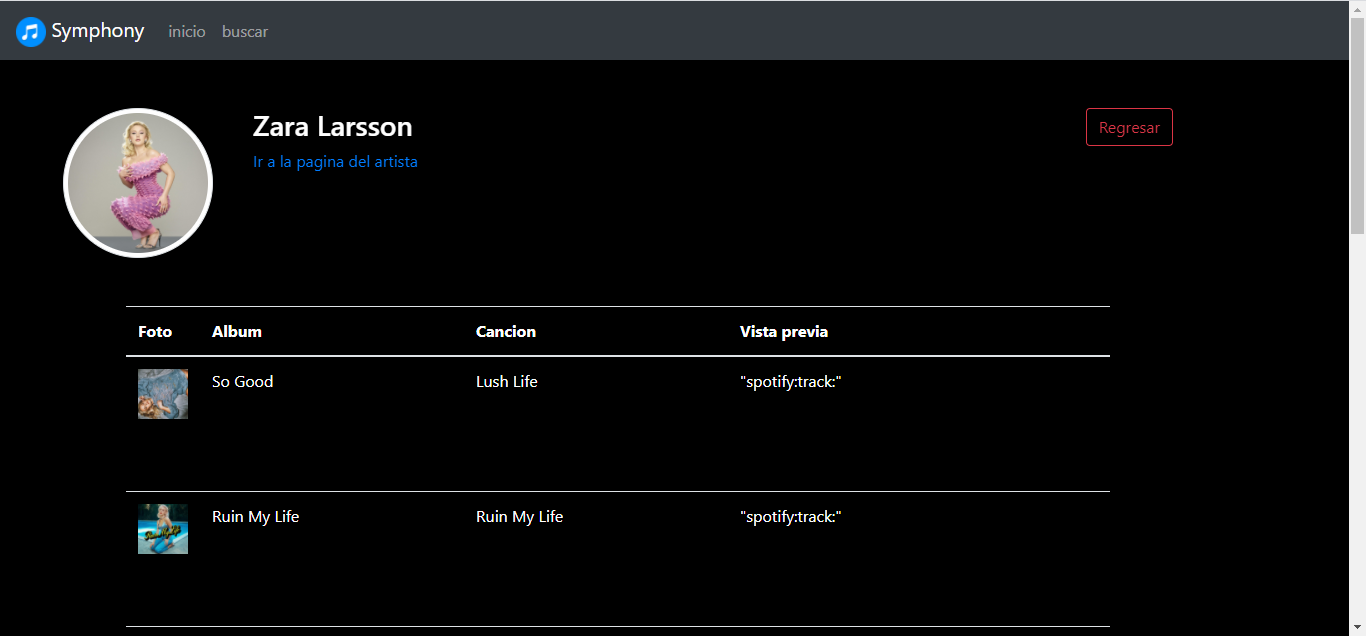 Symphony inicio buscar
Zara Larsson
Regresar
Ir a la pagina del artista
Foto Album Cancion Vista previa
So Good Lush Life "spotify:track:"
Ruin My Life Ruin My Life "spotify:track:"